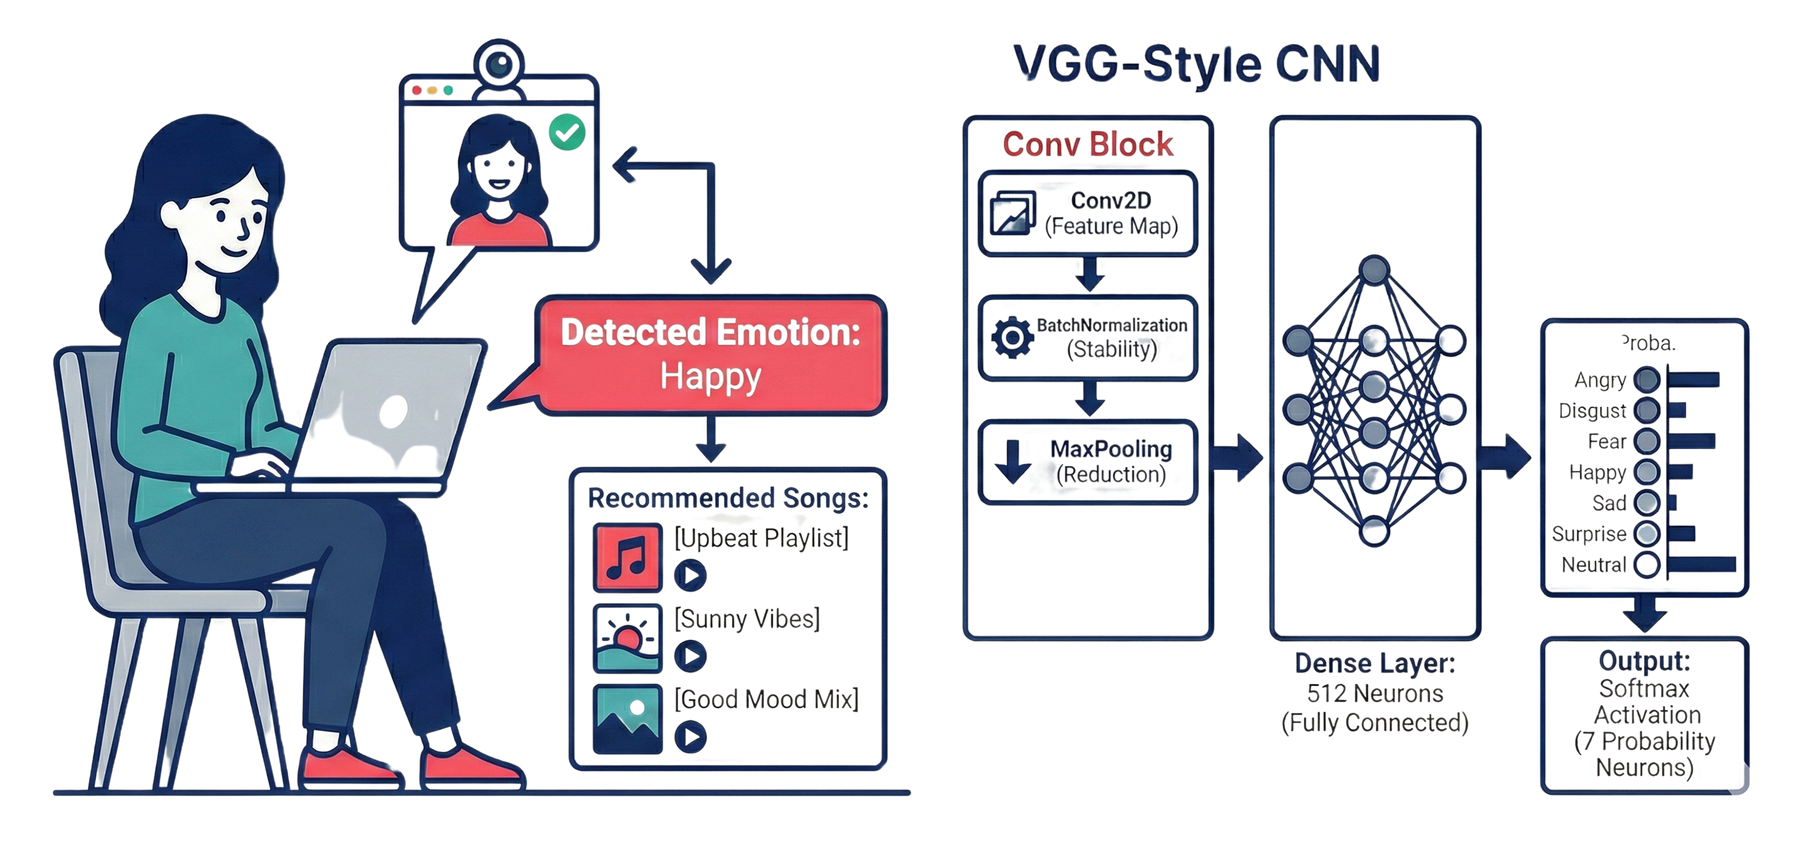 Detected Emotion:
Happy
Recommended Songs:
[Upbeat Playlist]
[Sunny Vibes]
[Good Mood Mix]
VGG-Style CNN
Conv Block
Conv2D
(Feature Map)
BatchNormalization
(Stability)
MaxPooling
(Reduction)
Dense Layer:
512 Neurons
(Fully Connected)
Proba.
Angry
Disgust
Fear
Happy
Sad
Surprise
Neutral
Output:
Softmax
Activation
(7 Probability
Neurons)